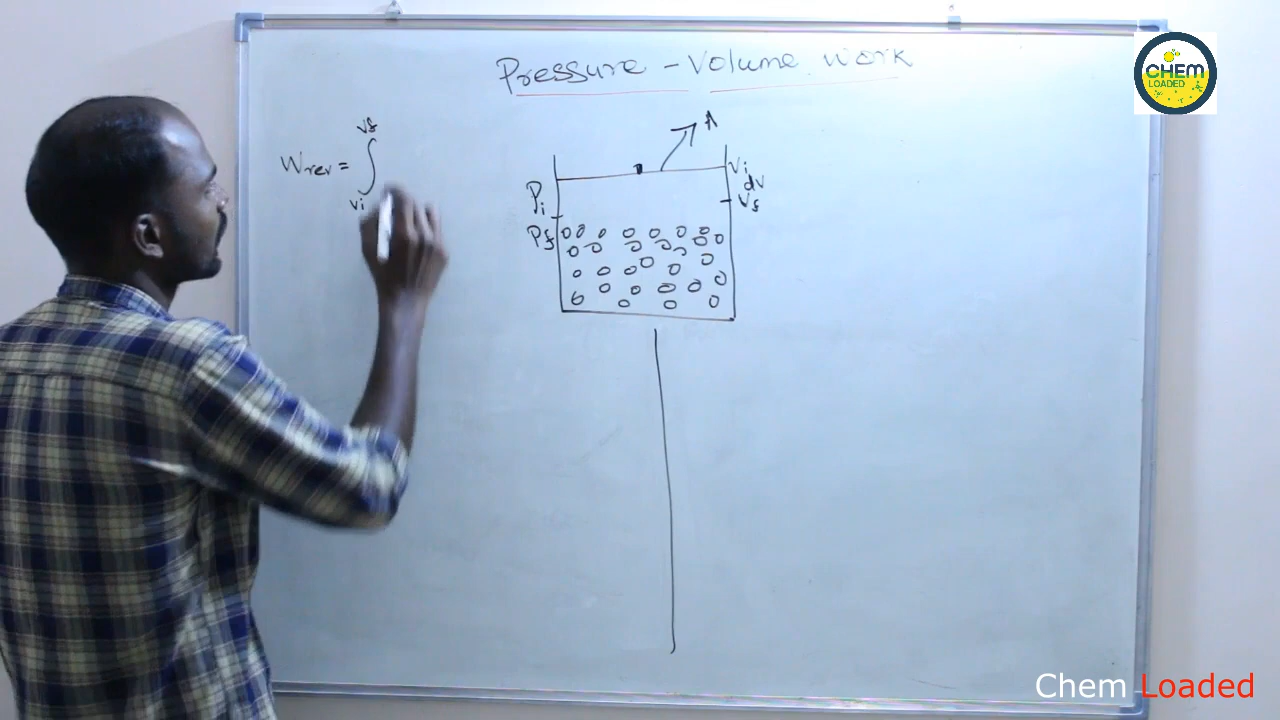 Pressure - Volume work
CHEM
LOADED
Vf
Wrev = ∫
Vi
A
Pi
Vi
dV
Vf
Pf
Chem Loaded